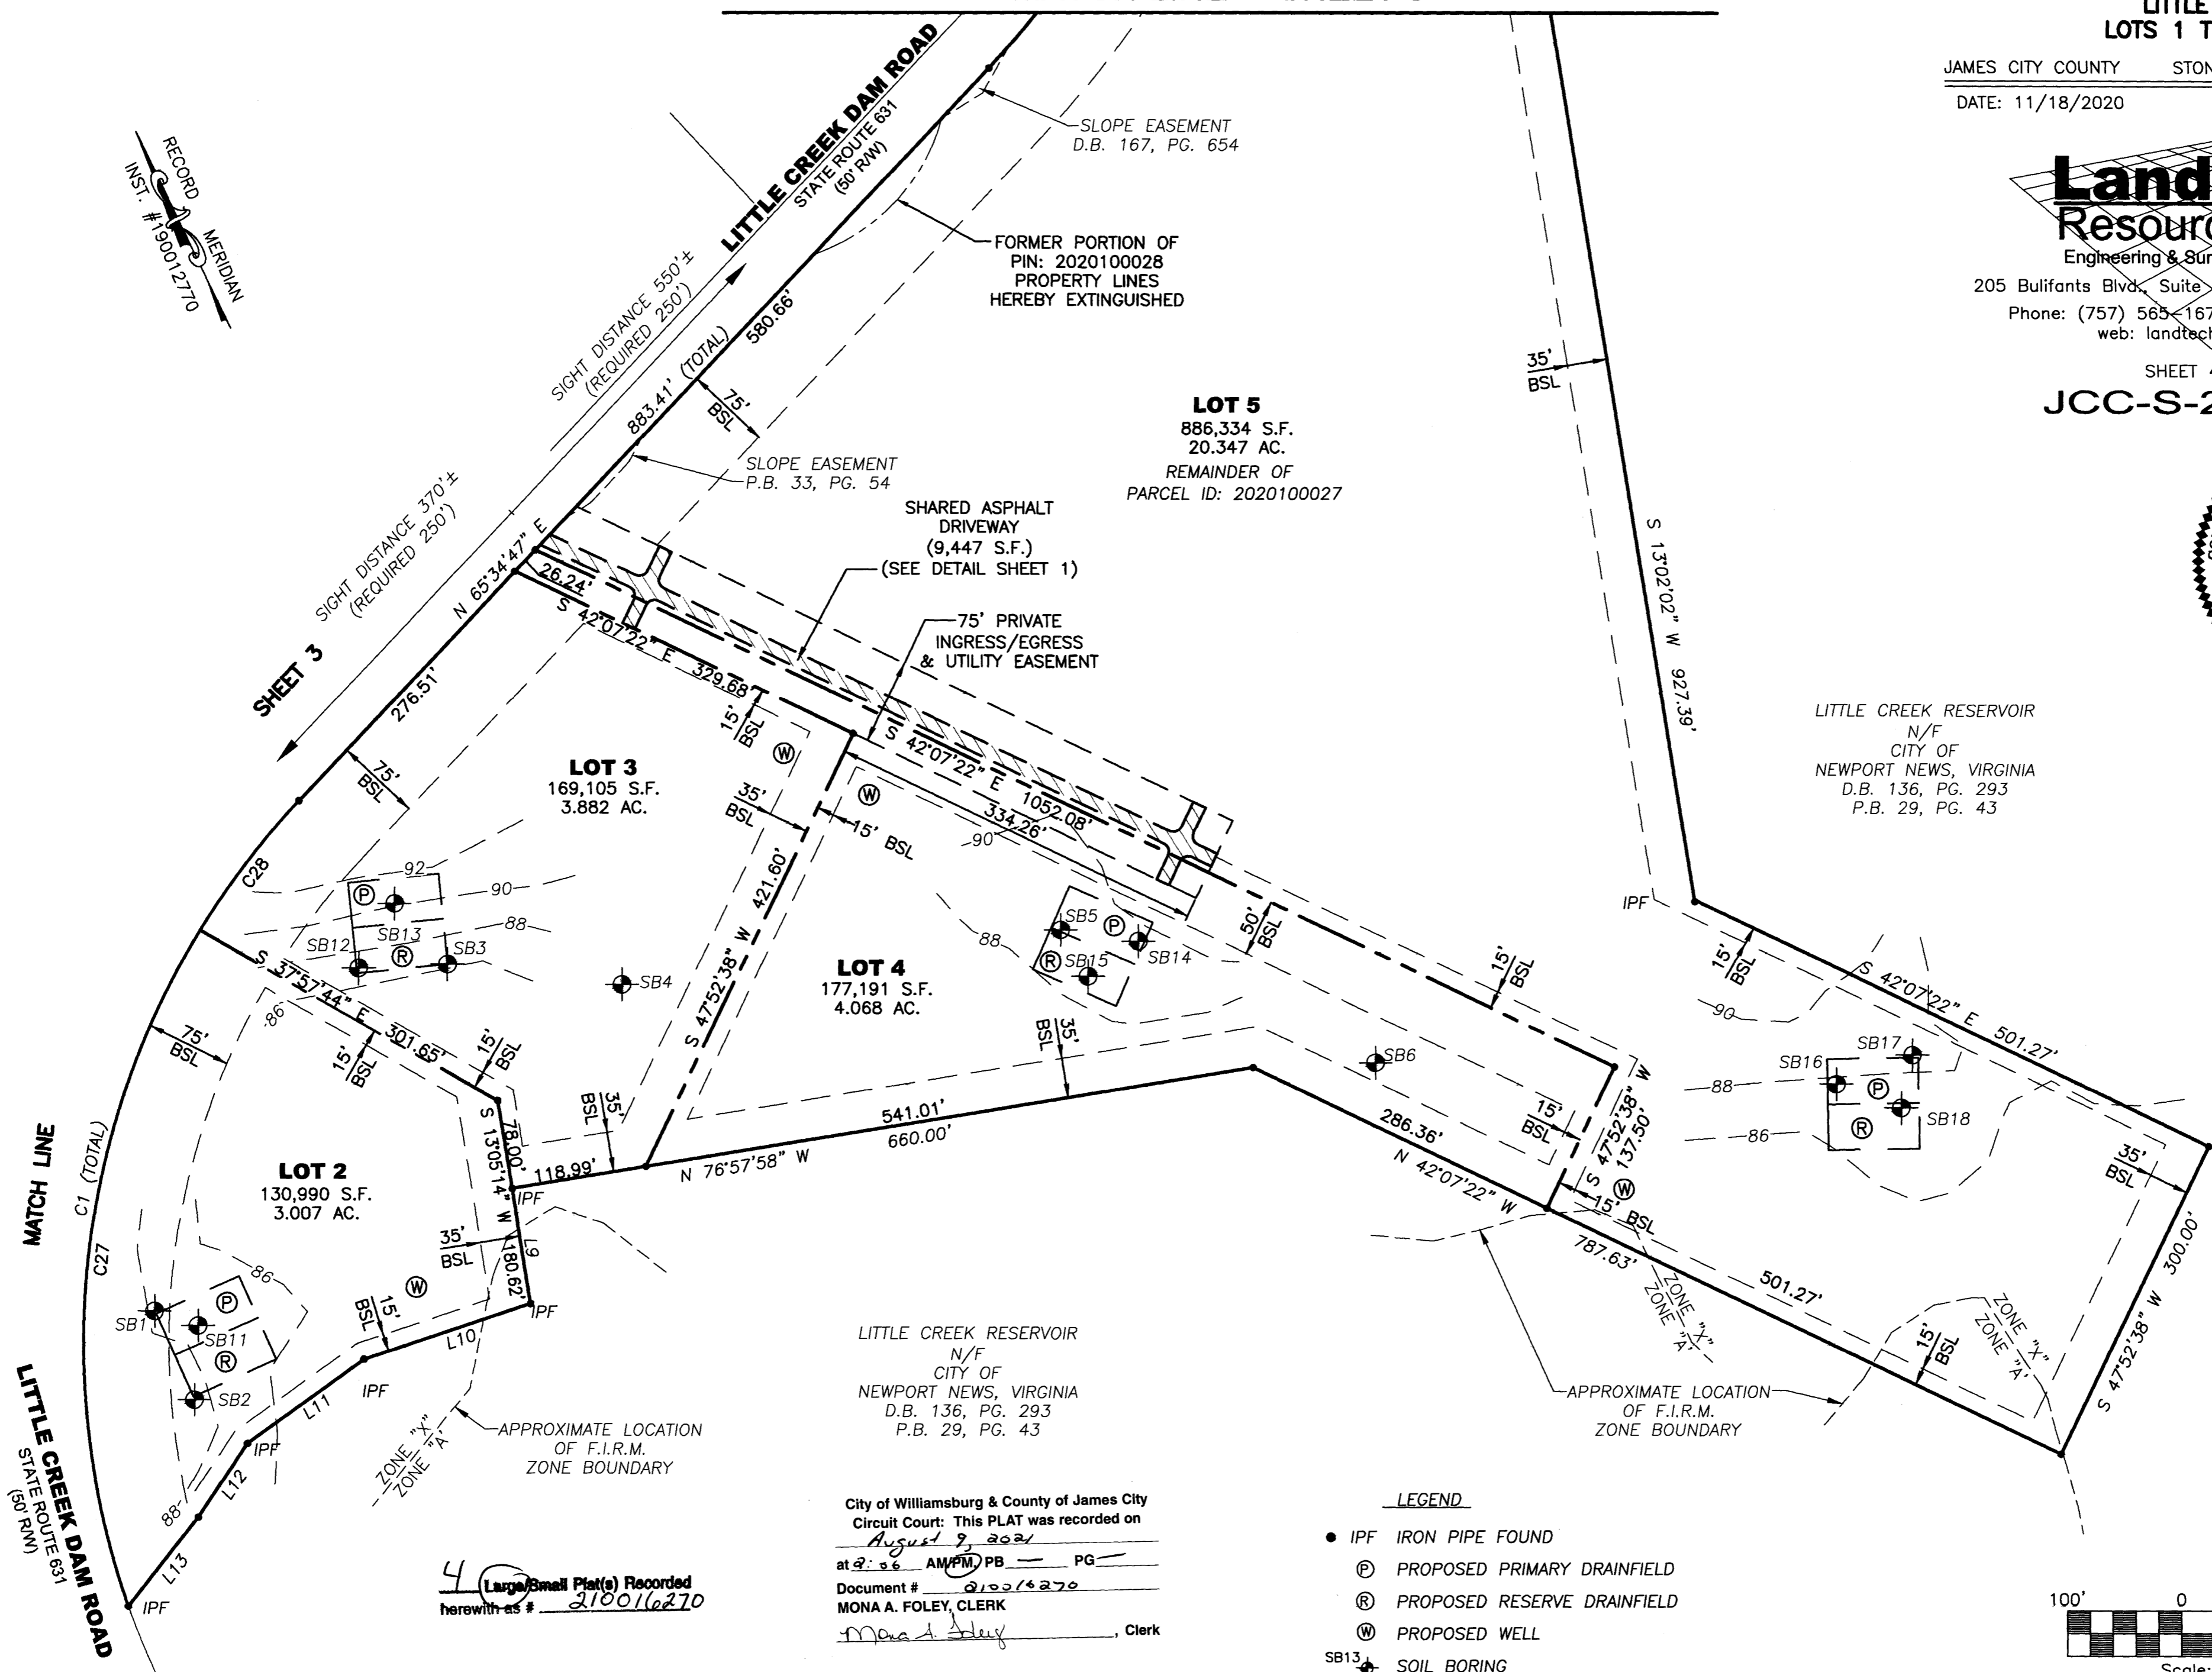 LITTLE
LOTS 1 T
JAMES CITY COUNTY STON
DATE: 11/18/2020
Land
Resour
Engineering & Sur
205 Bulifants Blvd., Suite
Phone: (757) 565-167
web: landtech
SHEET 4
JCC-S-2
RECORD MERIDIAN
INST. #190012770
LITTLE CREEK DAM ROAD
STATE ROUTE 631
(50' R/W)
SLOPE EASEMENT
D.B. 167, PG. 654
FORMER PORTION OF
PIN: 2020100028
PROPERTY LINES
HEREBY EXTINGUISHED
SIGHT DISTANCE 550'±
(REQUIRED 250')
883.41' (TOTAL)
580.66'
75'
BSL
35'
BSL
LOT 5
886,334 S.F.
20.347 AC.
REMAINDER OF
PARCEL ID: 2020100027
SLOPE EASEMENT
P.B. 33, PG. 54
SHARED ASPHALT
DRIVEWAY
(9,447 S.F.)
(SEE DETAIL SHEET 1)
75' PRIVATE
INGRESS/EGRESS
& UTILITY EASEMENT
SIGHT DISTANCE 370'±
(REQUIRED 250')
N 65°34'47" E
26.24'
S 42°07'22" E 329.68'
S 13°02'02" W 927.39'
SHEET 3
276.51'
75'
BSL
15'
BSL
W
S 42°07'22" E 1052.08'
334.26'
LOT 3
169,105 S.F.
3.882 AC.
35'
BSL
W
15' BSL
90
LITTLE CREEK RESERVOIR
N/F
CITY OF
NEWPORT NEWS, VIRGINIA
D.B. 136, PG. 293
P.B. 29, PG. 43
C28
92
90
88
86
P
SB12
SB13
R
SB3
SB4
S 47°52'38" W 421.60'
LOT 4
177,191 S.F.
4.068 AC.
88
SB5
P
R
SB15
SB14
50'
BSL
15'
BSL
IPF
15'
BSL
S 42°07'22" E 501.27'
S 37°57'44" E 301.65'
75'
BSL
15'
BSL
15'
BSL
35'
BSL
35'
BSL
SB6
90
88
86
SB16
SB17
P
R
SB18
35'
BSL
S 13°05'14" W
78.00'
118.99'
IPF
541.01'
660.00'
N 76°57'58" W
286.36'
N 42°07'22" W
15'
BSL
S 47°52'38" W
137.50'
W
15' BSL
MATCH LINE
C1 (TOTAL)
C27
LOT 2
130,990 S.F.
3.007 AC.
35'
BSL
L9
180.62'
IPF
86
P
SB1
SB11
R
SB2
W
15'
BSL
L10
IPF
L11
IPF
L12
88
L13
IPF
787.63'
501.27'
15'
BSL
S 47°52'38" W 300.00'
ZONE "X"
ZONE "A"
ZONE "X"
ZONE "A"
APPROXIMATE LOCATION
OF F.I.R.M.
ZONE BOUNDARY
LITTLE CREEK RESERVOIR
N/F
CITY OF
NEWPORT NEWS, VIRGINIA
D.B. 136, PG. 293
P.B. 29, PG. 43
ZONE "X"
ZONE "A"
APPROXIMATE LOCATION
OF F.I.R.M.
ZONE BOUNDARY
LITTLE CREEK DAM ROAD
STATE ROUTE 631
(50' R/W)
4 Large/Small Plat(s) Recorded
herewith as # 210016270
City of Williamsburg & County of James City
Circuit Court: This PLAT was recorded on
August 9, 2021
at 2:06 AM/PM. PB — PG —
Document # 210016270
MONA A. FOLEY, CLERK
Mona A. Foley, Clerk
LEGEND
IPF IRON PIPE FOUND
P PROPOSED PRIMARY DRAINFIELD
R PROPOSED RESERVE DRAINFIELD
W PROPOSED WELL
SB13 SOIL BORING
100' 0
Scale: